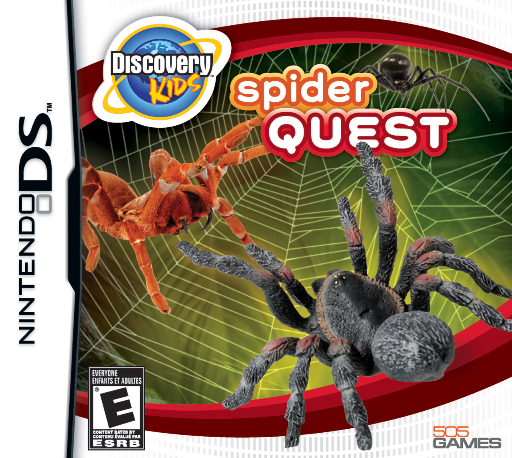 NINTENDO DS™
Discovery
KIDS
spider
QUEST
EVERYONE
ENFANTS ET ADULTES
E
CONTENT RATED BY
CONTENU ÉVALUÉ PAR
ESRB
505
GAMES